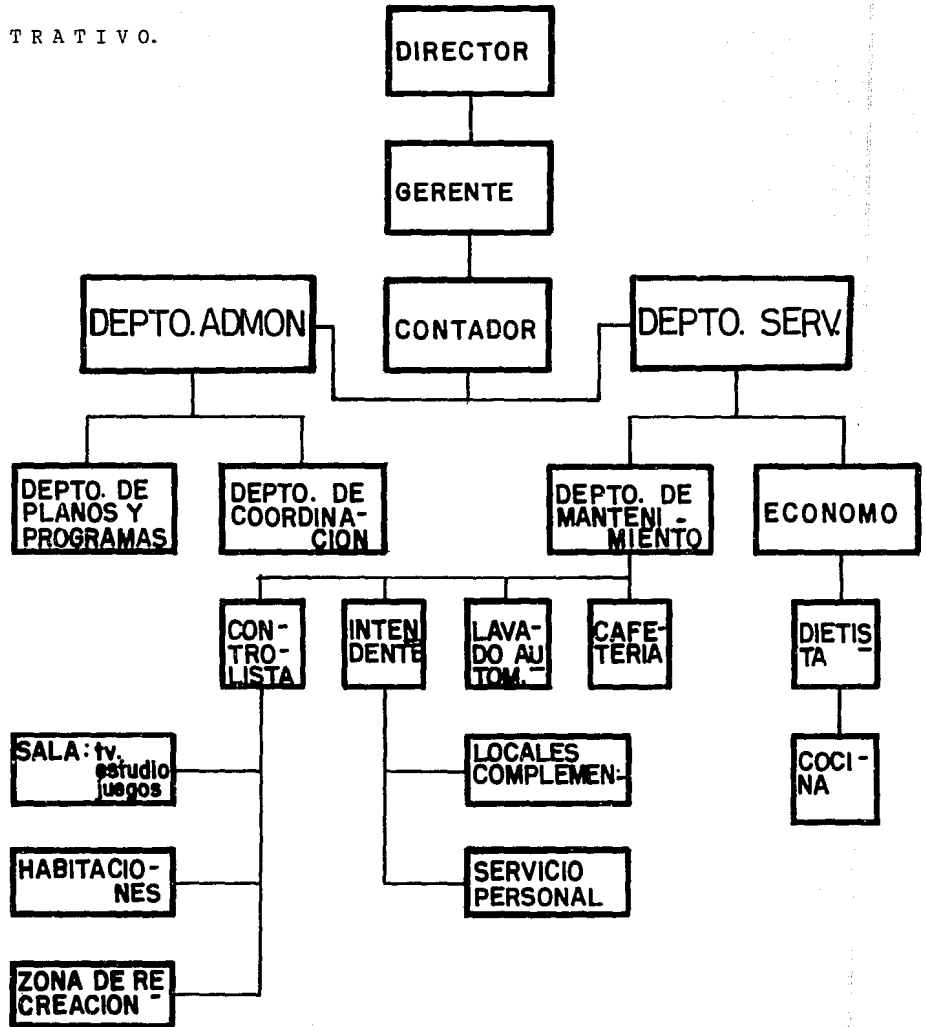 T R A T I V O.
DIRECTOR
GERENTE
DEPTO. ADMON
CONTADOR
DEPTO. SERV.
DEPTO. DE
PLANOS Y
PROGRAMAS
DEPTO. DE
COORDINA-
CION
DEPTO. DE
MANTENI-
MIENTO
ECONOMO
CON-
TRO-
LISTA
INTEN
DENTE
LAVA-
DO AU
TOM.
CAFE-
TERIA
DIETIS
TA
SALA: tv.
estudio
juegos
LOCALES
COMPLEMEN.
COCI-
NA
HABITACIO-
NES
SERVICIO
PERSONAL
ZONA DE RE
CREACION